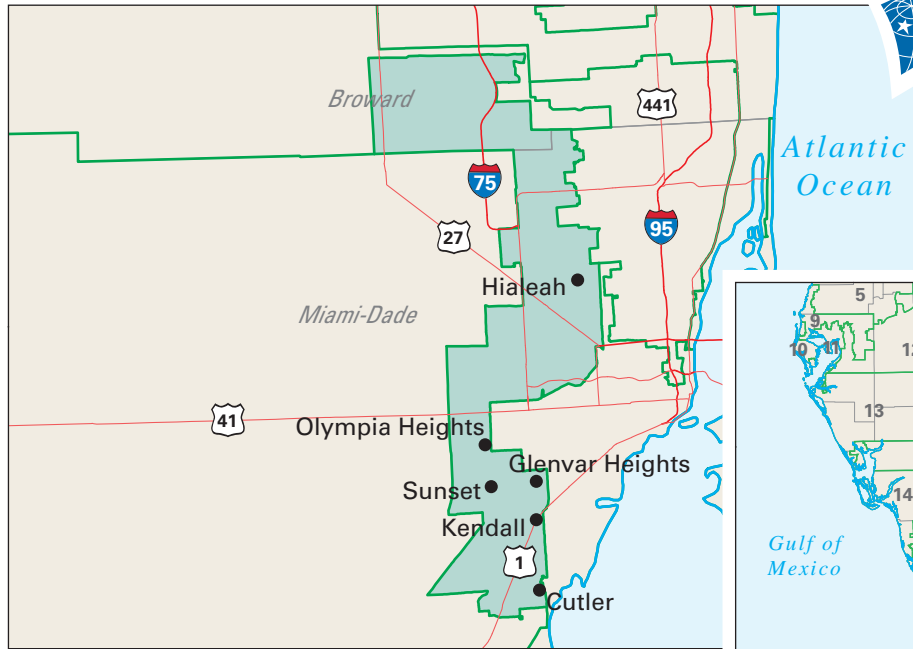 Broward
441
Atlantic
Ocean
75
27
95
Hialeah
Miami-Dade
5
9
10
11
12
13
14
41
Olympia Heights
Glenvar Heights
Sunset
Kendall
1
Cutler
Gulf of
Mexico